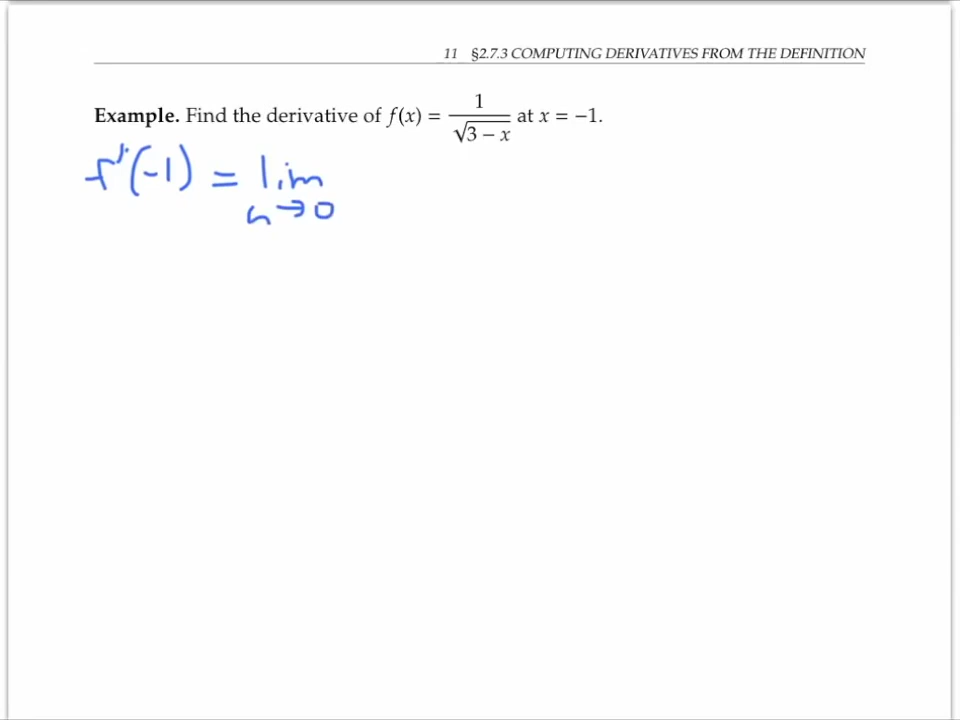 11 §2.7.3 COMPUTING DERIVATIVES FROM THE DEFINITION
Example. Find the derivative of f(x) = 1/√(3 − x) at x = −1.
f'(-1) = lim
h→0